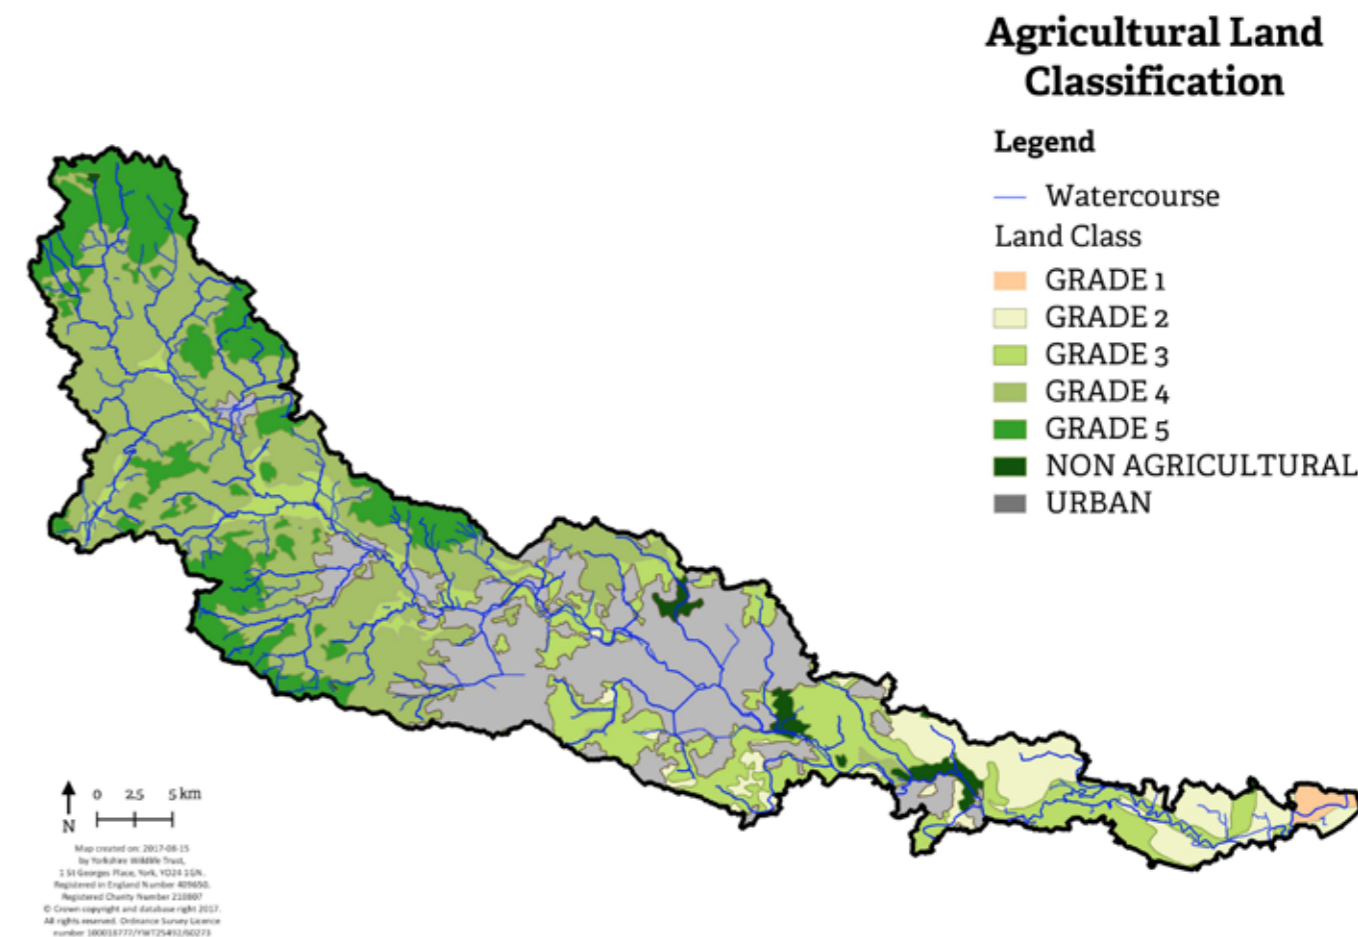 Agricultural Land
Classification
Legend
Watercourse
Land Class
GRADE 1
GRADE 2
GRADE 3
GRADE 4
GRADE 5
NON AGRICULTURAL
URBAN
0 2.5 5 km
N
Map created on: 2017-08-15
by Yorkshire Wildlife Trust,
1 St Georges Place, York, YO24 1GN.
Registered in England Number 409650.
Registered Charity Number 210807
© Crown copyright and database right 2017.
All rights reserved. Ordnance Survey Licence
number